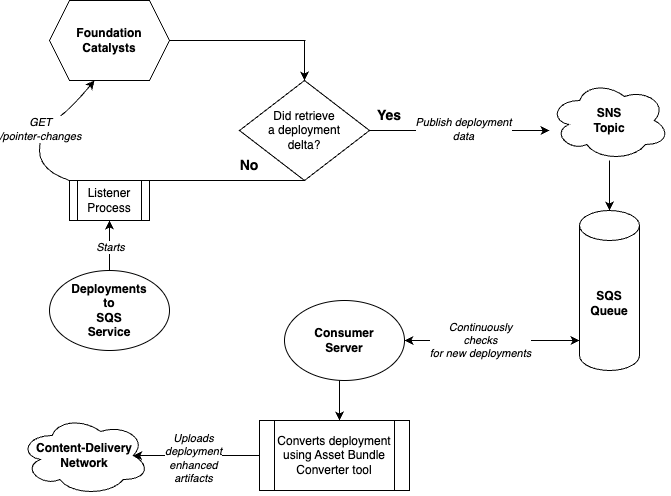 Foundation
Catalysts
GET
/pointer-changes
Did retrieve
a deployment
delta?
Yes
Publish deployment
data
SNS
Topic
No
Listener
Process
Starts
Deployments
to
SQS
Service
SQS
Queue
Consumer
Server
Continuously
checks
for new deployments
Converts deployment
using Asset Bundle
Converter tool
Uploads
deployment
enhanced
artifacts
Content-Delivery
Network